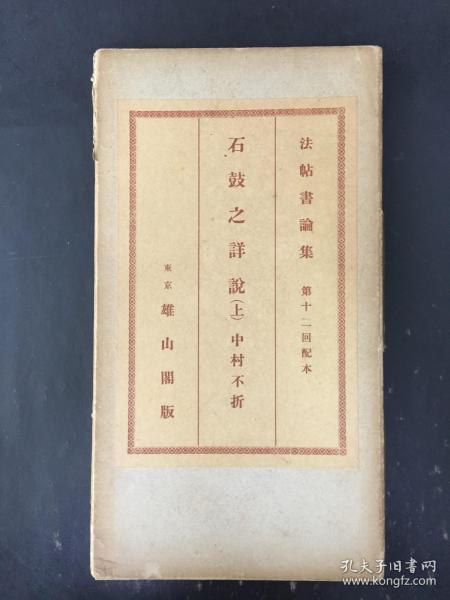 法帖書論集 第十二回配本
石鼓之詳說(上)中村不折
東京 雄山閣版
孔夫子旧书网
www.kongfz.com